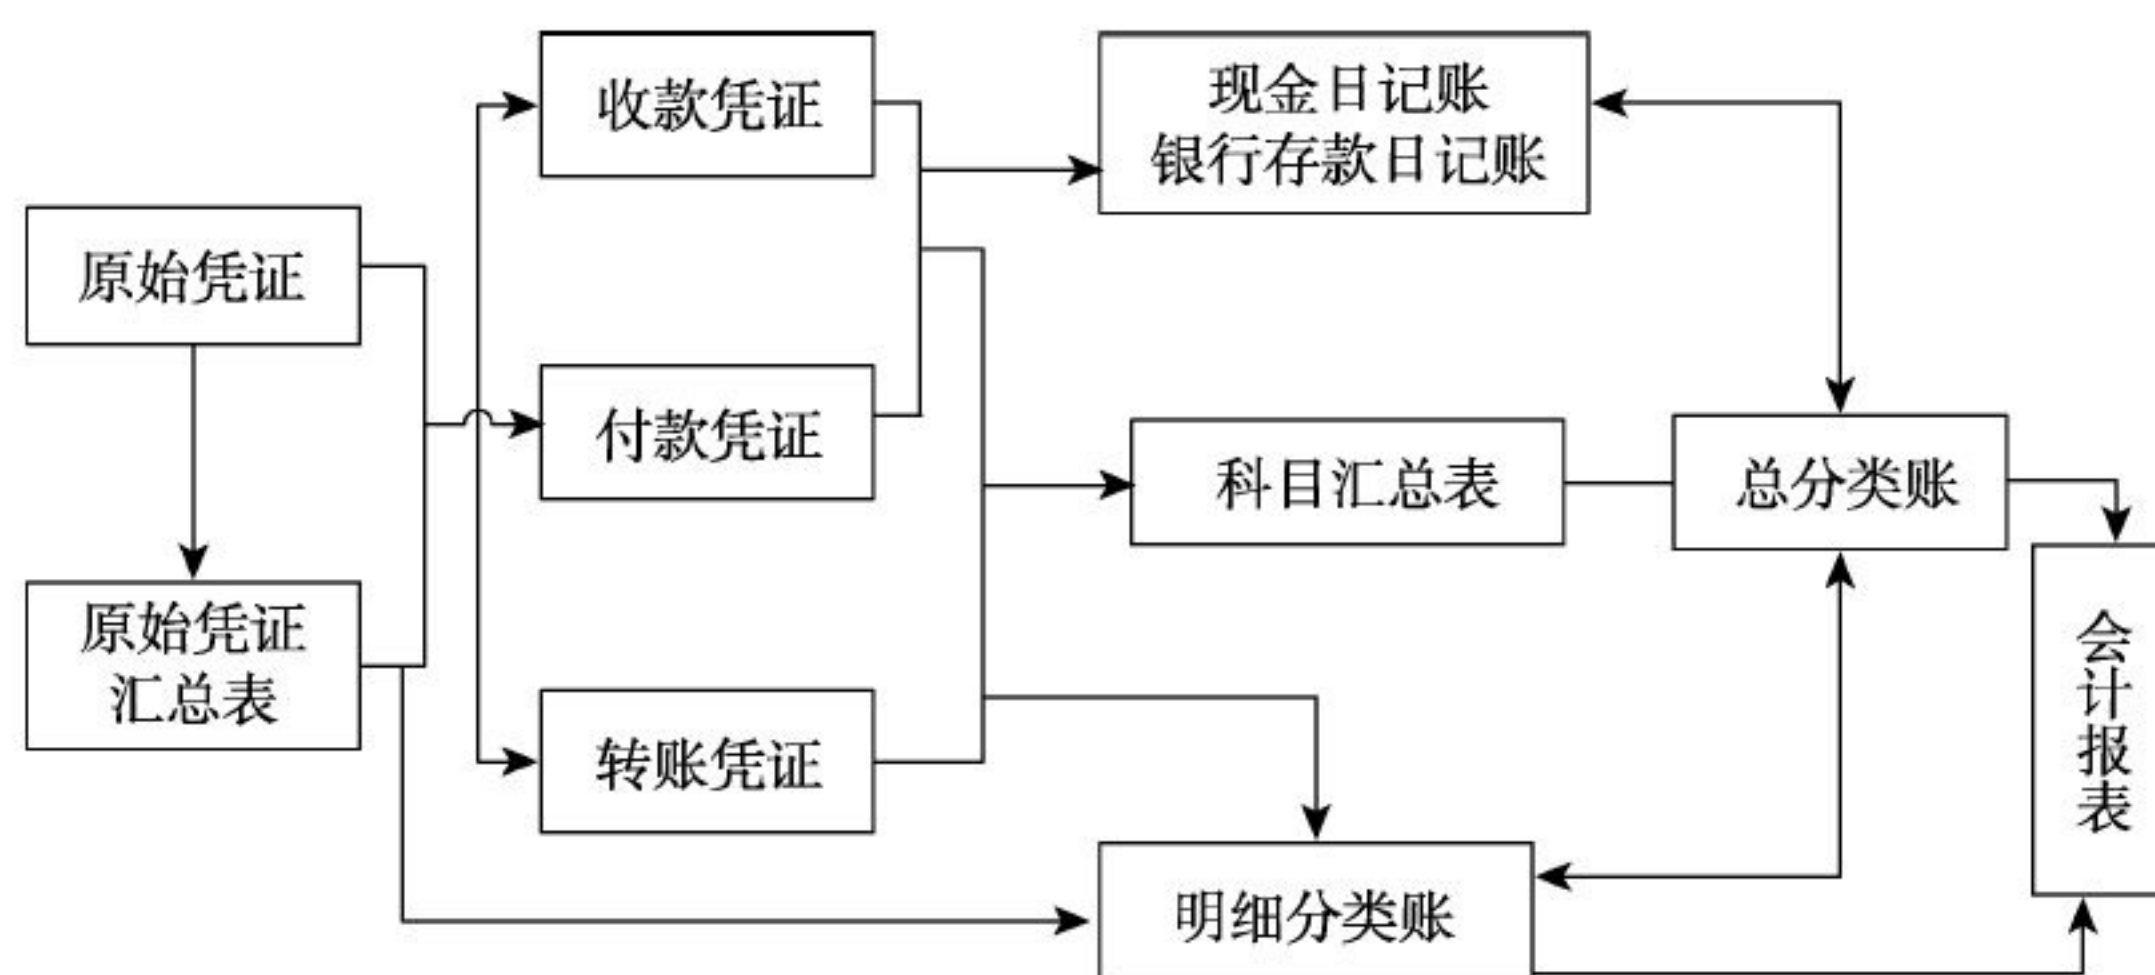 收款凭证
现金日记账
银行存款日记账
原始凭证
付款凭证
科目汇总表
总分类账
原始凭证
汇总表
转账凭证
会计报表
明细分类账